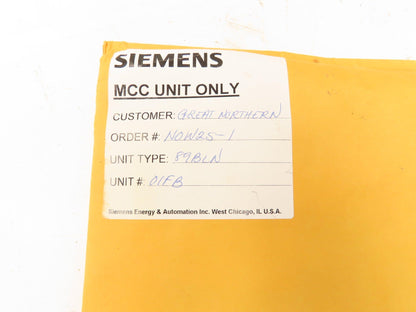 SIEMENS
MCC UNIT ONLY
CUSTOMER: GREAT NORTHERN
ORDER #: NOW25-1
UNIT TYPE: 89BLN
UNIT #: 01FB
Siemens Energy & Automation Inc. West Chicago, IL U.S.A.